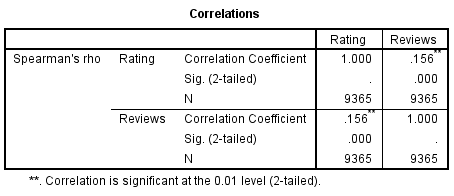 Correlations
Rating Reviews
Spearman's rho Rating Correlation Coefficient 1.000 .156**
Sig. (2-tailed) . .000
N 9365 9365
Reviews Correlation Coefficient .156** 1.000
Sig. (2-tailed) .000 .
N 9365 9365
**. Correlation is significant at the 0.01 level (2-tailed).